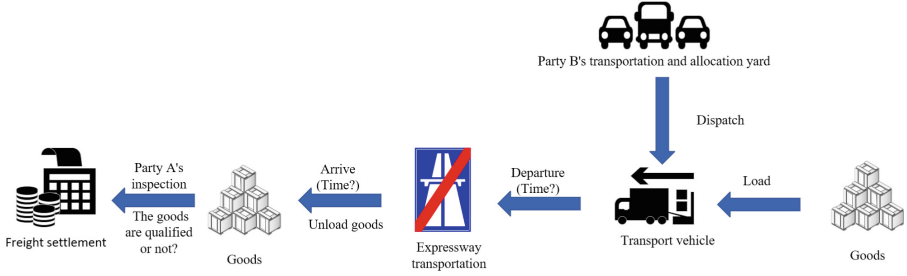 Party B's transportation and allocation yard
Dispatch
Party A's
inspection
The goods
are qualified
or not?
Freight settlement
Arrive
(Time?)
Unload goods
Goods
Departure
(Time?)
Expressway
transportation
Load
Transport vehicle
Goods